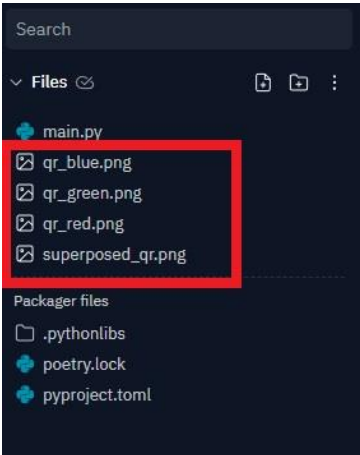 Search
Files
main.py
qr_blue.png
qr_green.png
qr_red.png
superposed_qr.png
Packager files
.pythonlibs
poetry.lock
pyproject.toml